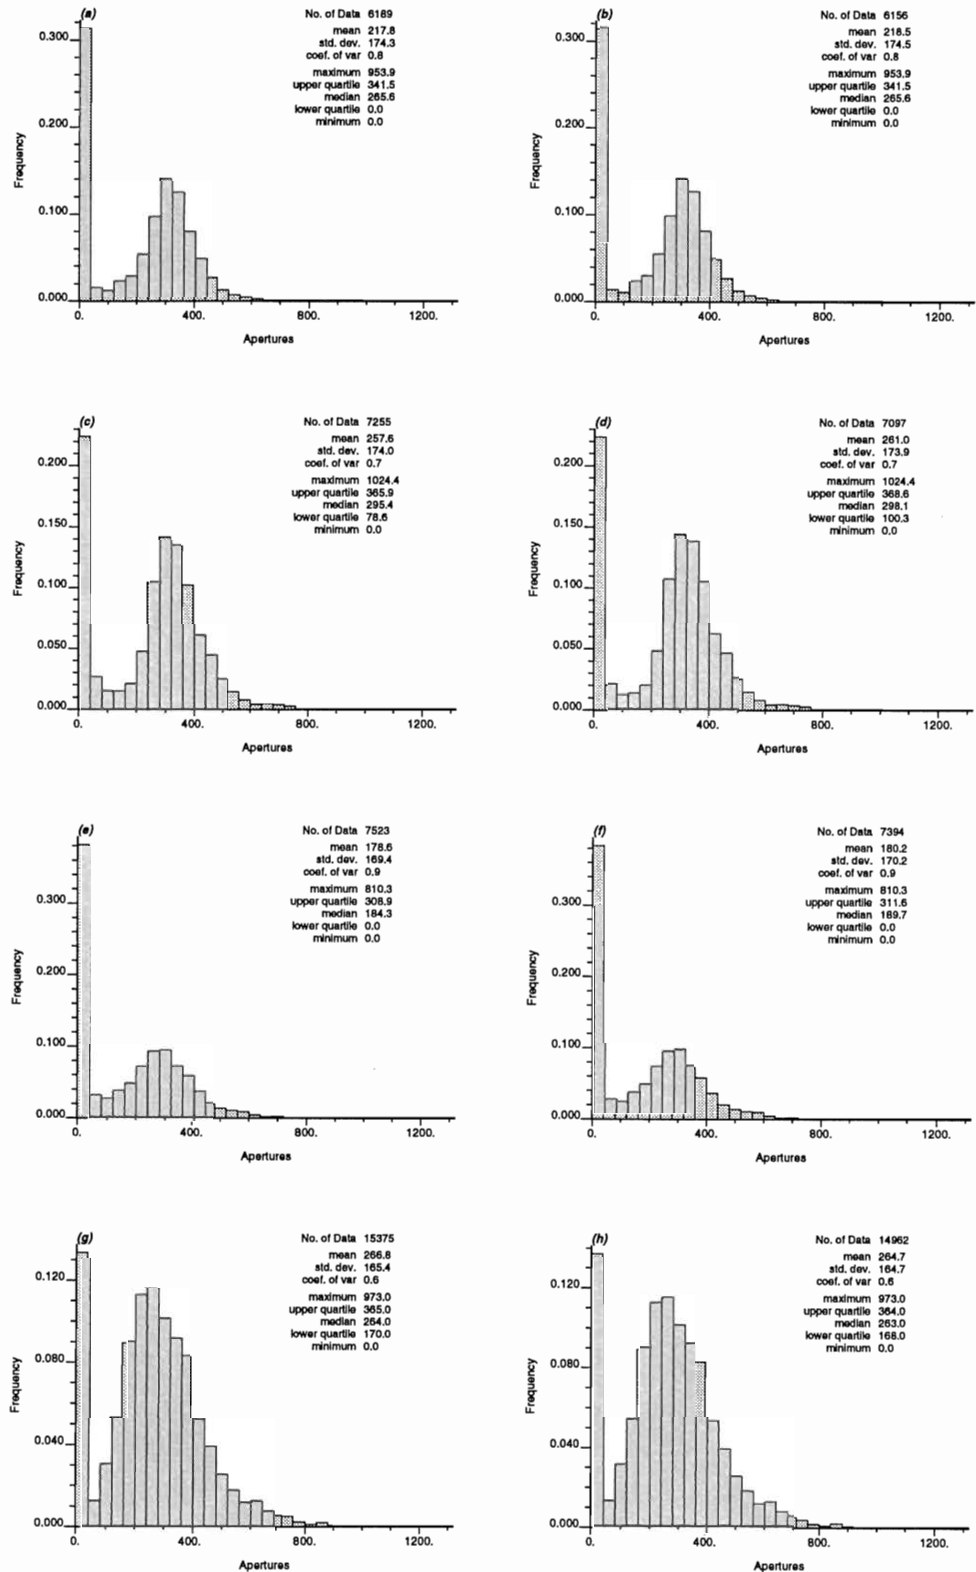 (a)
No. of Data 6189
mean 217.8
std. dev. 174.3
coef. of var 0.8
maximum 953.9
upper quartile 341.5
median 265.6
lower quartile 0.0
minimum 0.0
0.300
0.200
0.100
0.000
Frequency
0. 400. 800. 1200.
Apertures
(b)
No. of Data 6156
mean 218.5
std. dev. 174.5
coef. of var 0.8
maximum 953.9
upper quartile 341.5
median 265.6
lower quartile 0.0
minimum 0.0
0.300
0.200
0.100
0.000
Frequency
0. 400. 800. 1200.
Apertures
(c)
No. of Data 7255
mean 257.6
std. dev. 174.0
coef. of var 0.7
maximum 1024.4
upper quartile 365.9
median 295.4
lower quartile 78.6
minimum 0.0
0.200
0.150
0.100
0.050
0.000
Frequency
0. 400. 800. 1200.
Apertures
(d)
No. of Data 7097
mean 261.0
std. dev. 173.9
coef. of var 0.7
maximum 1024.4
upper quartile 368.6
median 298.1
lower quartile 100.3
minimum 0.0
0.200
0.150
0.100
0.050
0.000
Frequency
0. 400. 800. 1200.
Apertures
(e)
No. of Data 7523
mean 178.6
std. dev. 169.4
coef. of var 0.9
maximum 810.3
upper quartile 308.9
median 184.3
lower quartile 0.0
minimum 0.0
0.300
0.200
0.100
0.000
Frequency
0. 400. 800. 1200.
Apertures
(f)
No. of Data 7394
mean 180.2
std. dev. 170.2
coef. of var 0.9
maximum 810.3
upper quartile 311.6
median 189.7
lower quartile 0.0
minimum 0.0
0.300
0.200
0.100
0.000
Frequency
0. 400. 800. 1200.
Apertures
(g)
No. of Data 15375
mean 266.8
std. dev. 165.4
coef. of var 0.6
maximum 973.0
upper quartile 365.0
median 264.0
lower quartile 170.0
minimum 0.0
0.120
0.080
0.040
0.000
Frequency
0. 400. 800. 1200.
Apertures
(h)
No. of Data 14962
mean 264.7
std. dev. 164.7
coef. of var 0.6
maximum 973.0
upper quartile 364.0
median 263.0
lower quartile 168.0
minimum 0.0
0.120
0.080
0.040
0.000
Frequency
0. 400. 800. 1200.
Apertures